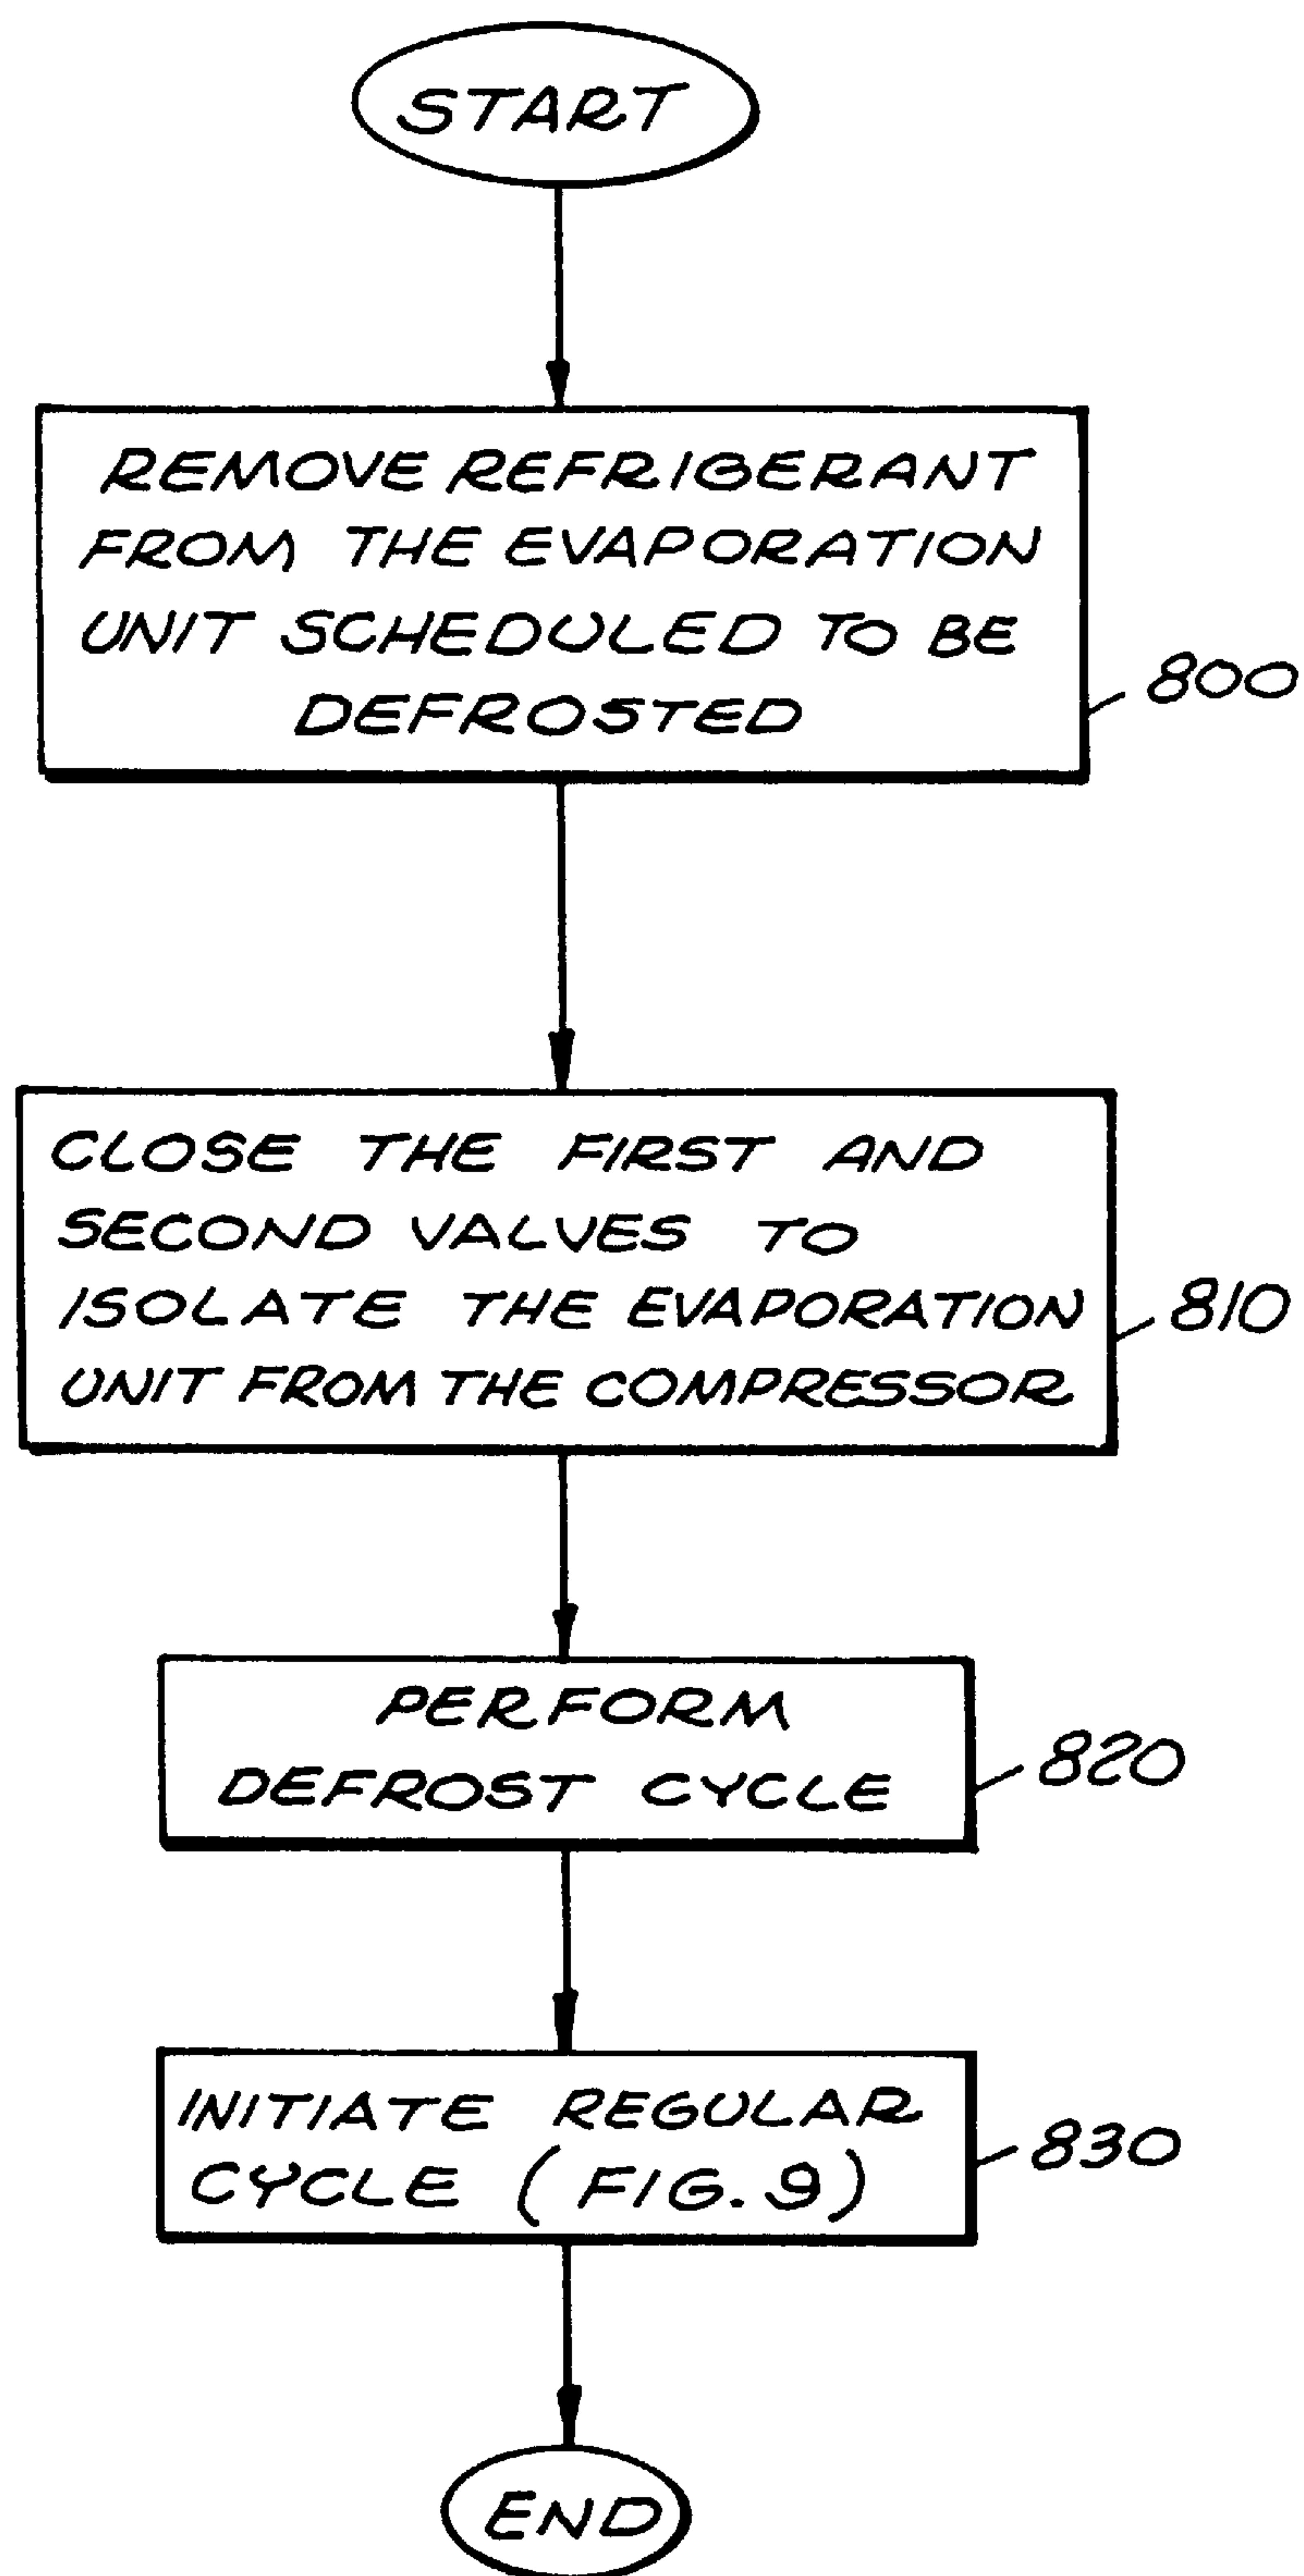 START
REMOVE REFRIGERANT
FROM THE EVAPORATION
UNIT SCHEDULED TO BE
DEFROSTED
800
CLOSE THE FIRST AND
SECOND VALVES TO
ISOLATE THE EVAPORATION
UNIT FROM THE COMPRESSOR
810
PERFORM
DEFROST CYCLE
820
INITIATE REGULAR
CYCLE (FIG. 9)
830
END